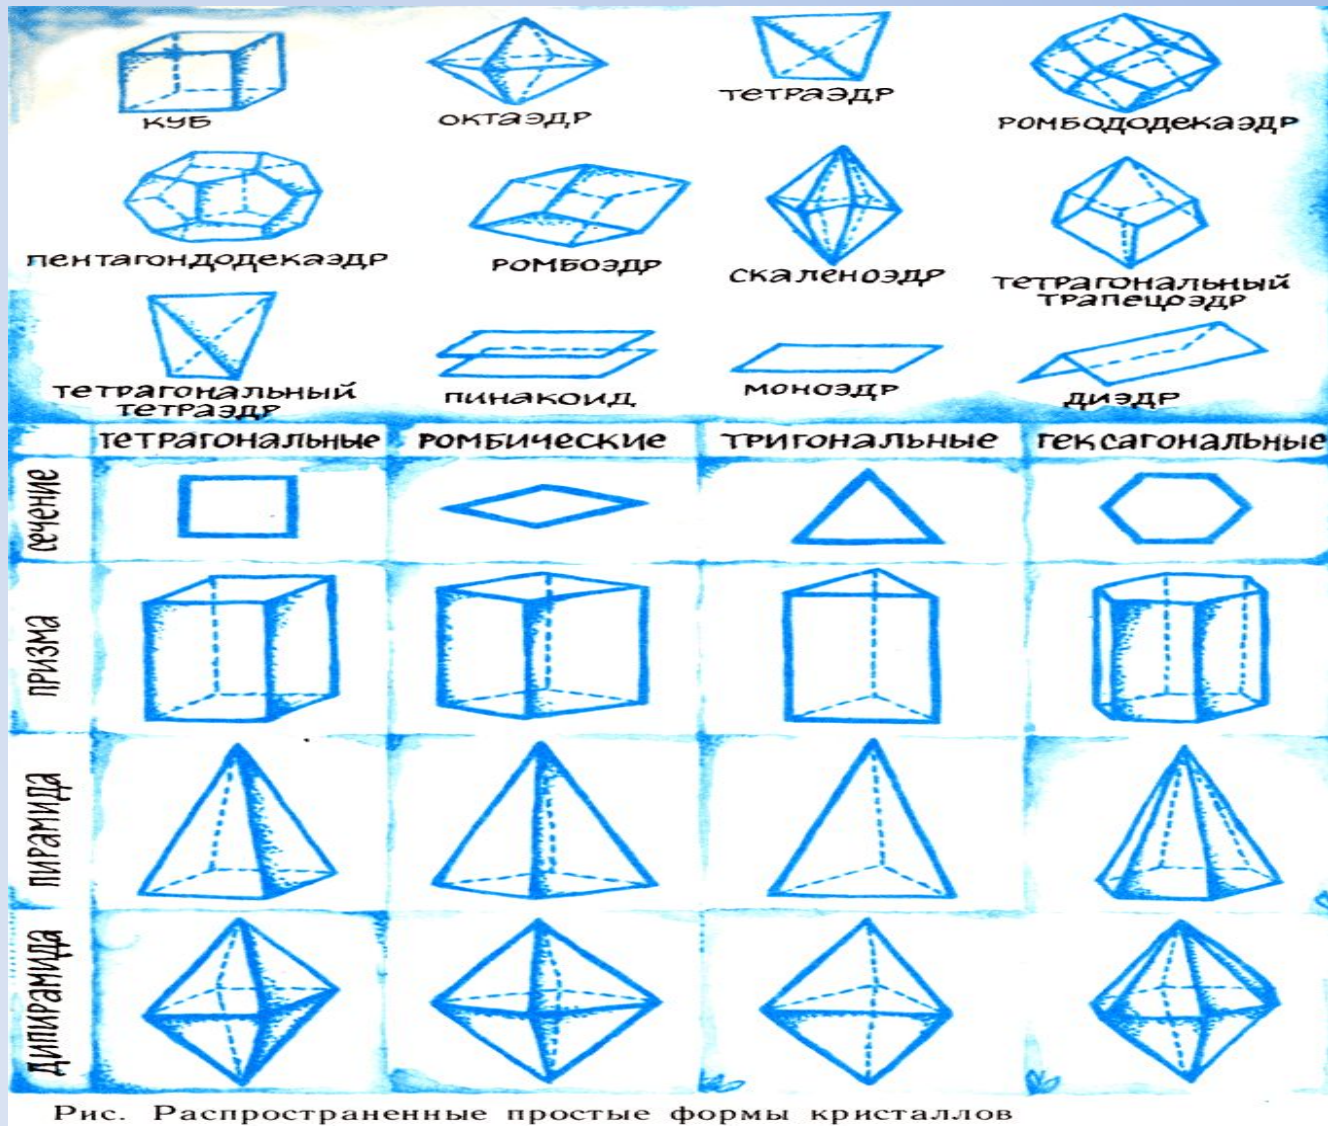 КУБ
ОКТАЭДР
ТЕТРАЭДР
РОМБОДОДЕКАЭДР
ПЕНТАГОНДОДЕКАЭДР
РОМБОЭДР
СКАЛЕНОЭДР
ТЕТРАГОНАЛЬНЫЙ
ТРАПЕЦОЭДР
ТЕТРАГОНАЛЬНЫЙ
ТЕТРАЭДР
ПИНАКОИД
МОНОЭДР
ДИЭДР
ТЕТРАГОНАЛЬНЫЕ
РОМБИЧЕСКИЕ
ТРИГОНАЛЬНЫЕ
ГЕКСАГОНАЛЬНЫЕ
СЕЧЕНИЕ
ПРИЗМА
ПИРАМИДА
ДИПИРАМИДА
Рис. Распространенные простые формы кристаллов